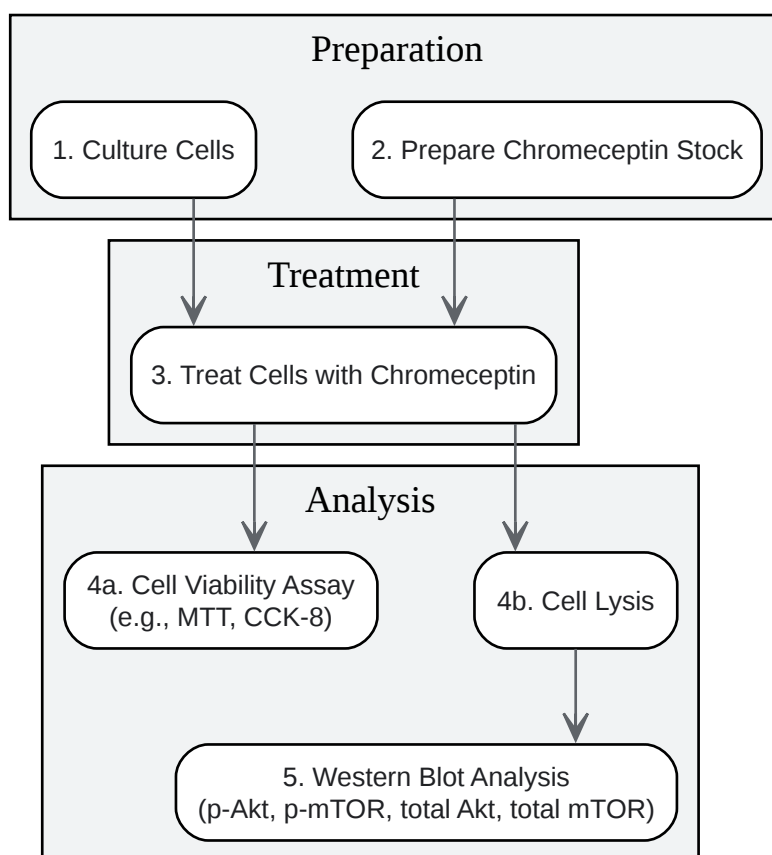 Preparation
1. Culture Cells
2. Prepare Chromeceptin Stock
Treatment
3. Treat Cells with Chromeceptin
Analysis
4a. Cell Viability Assay
(e.g., MTT, CCK-8)
4b. Cell Lysis
5. Western Blot Analysis
(p-Akt, p-mTOR, total Akt, total mTOR)